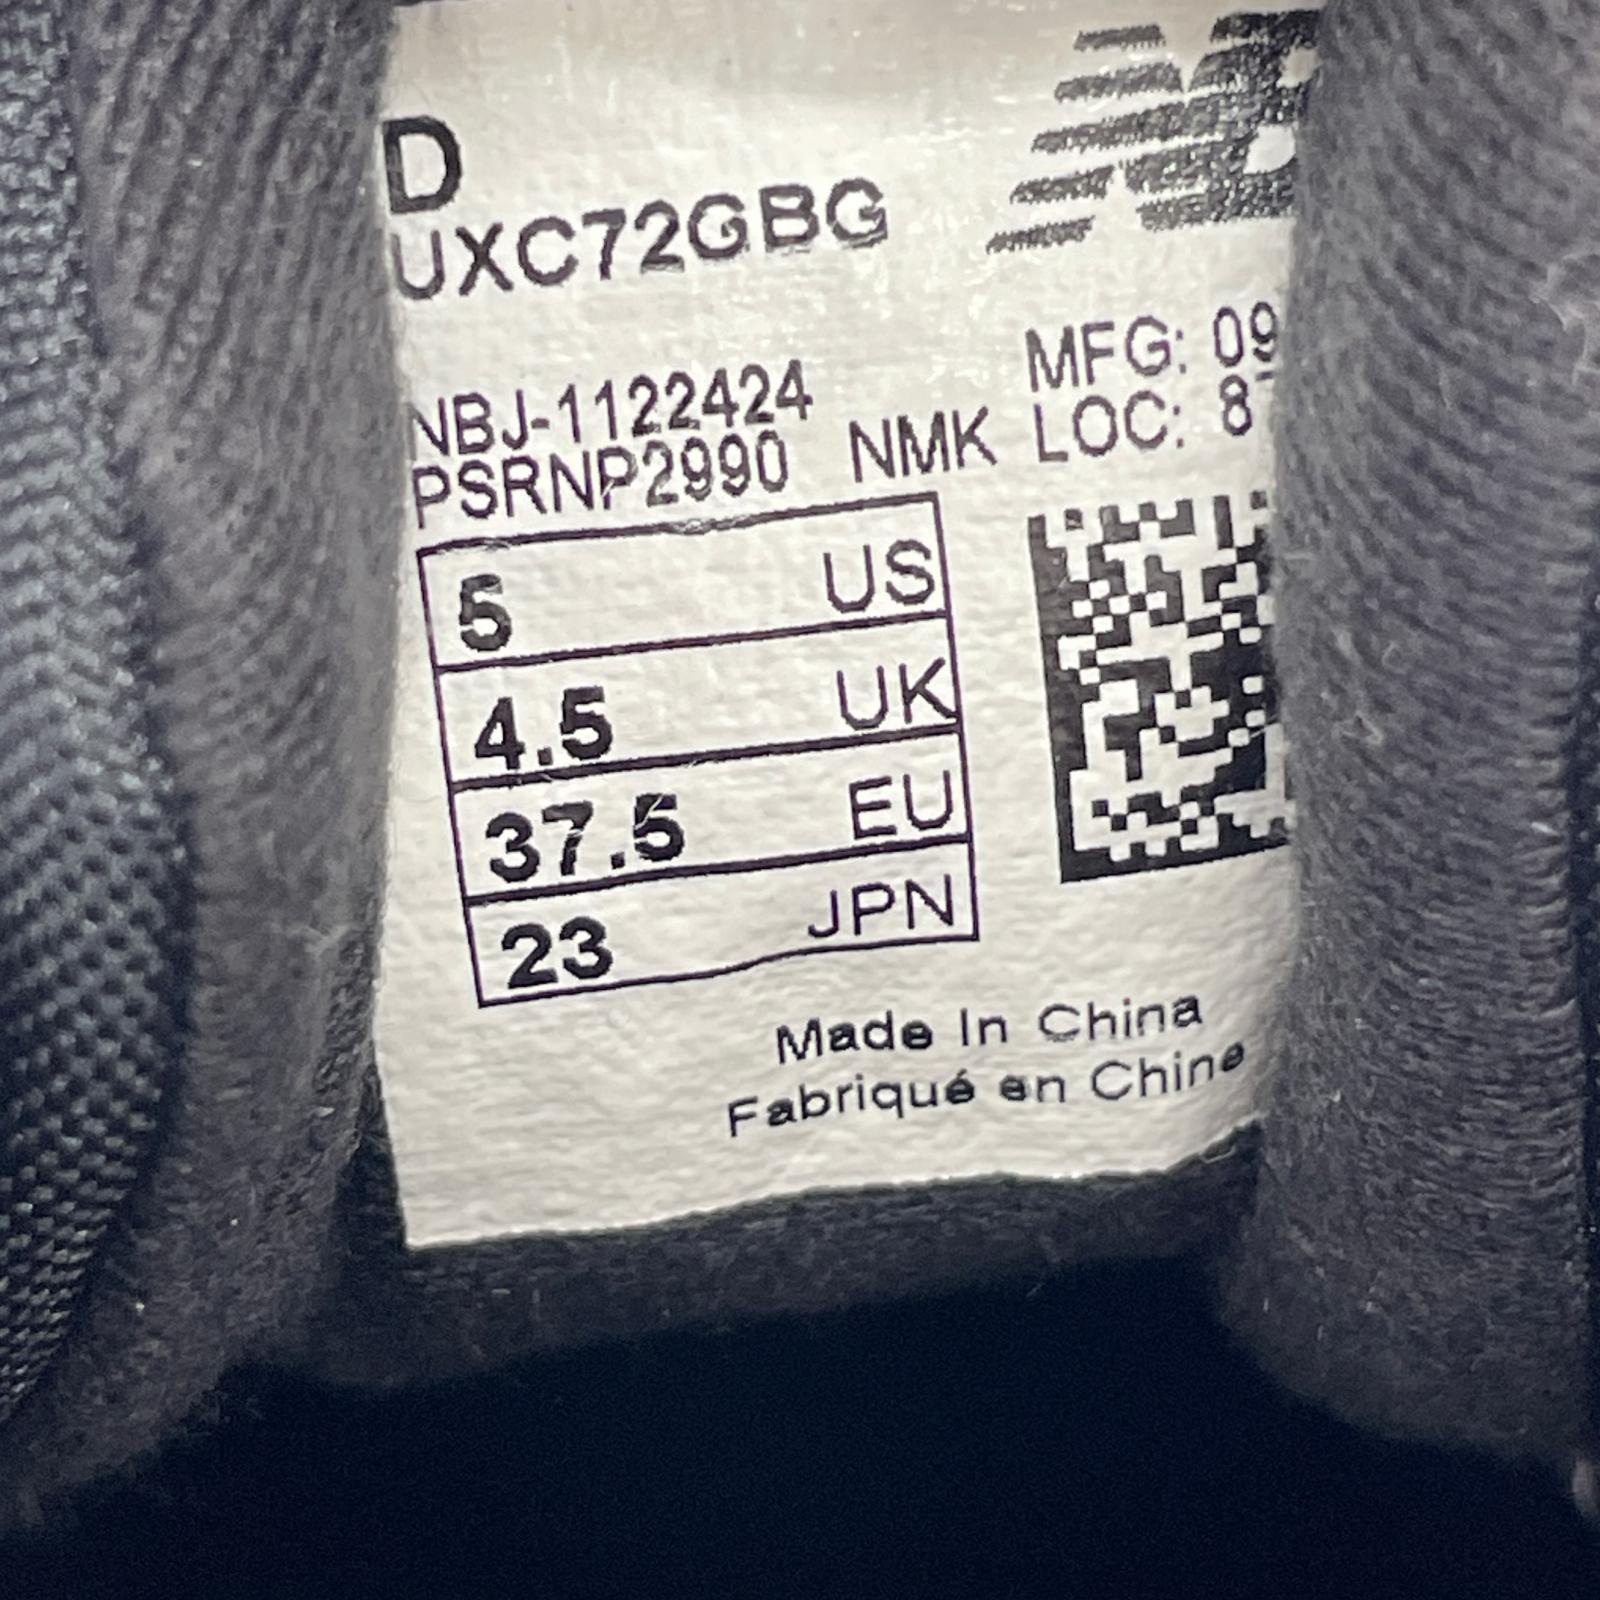 D
UXC72GBG
NBJ-1122424
PSRNP2990 NMK
MFG: 09
LOC: 8
5 US
4.5 UK
37.5 EU
23 JPN
Made In China
Fabriqué en Chine